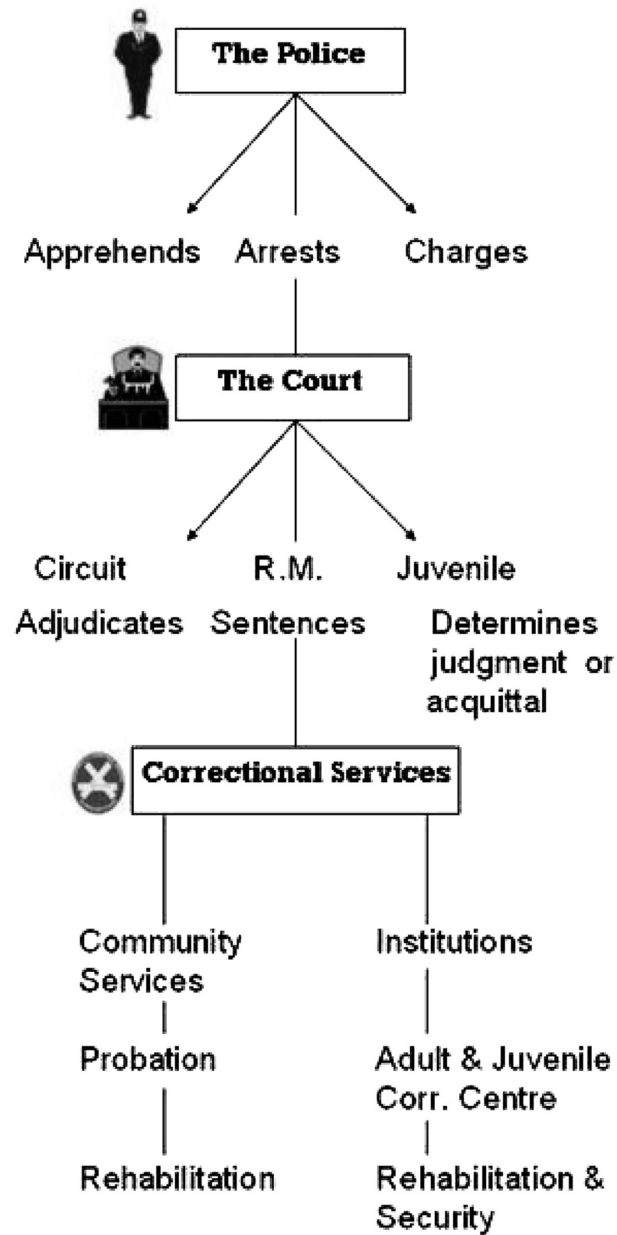 The Police
Apprehends Arrests Charges
The Court
Circuit R.M. Juvenile
Adjudicates Sentences Determines
judgment or
acquittal
Correctional Services
Community Institutions
Services
Probation Adult & Juvenile
Corr. Centre
Rehabilitation Rehabilitation &
Security